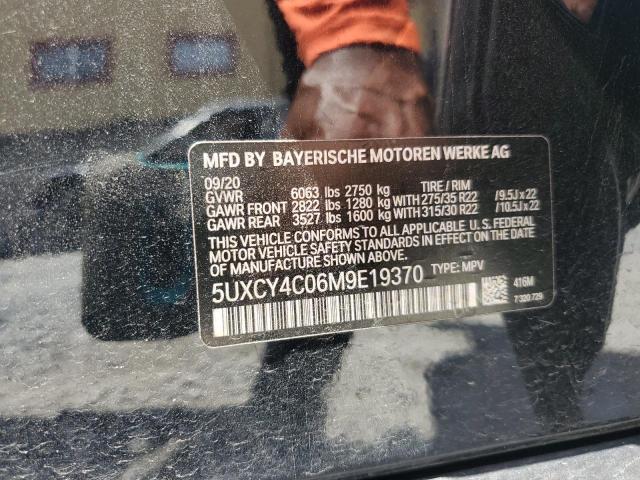 MFD BY BAYERISCHE MOTOREN WERKE AG
09/20 TIRE / RIM
GVWR 6063 lbs 2750 kg
GAWR FRONT 2822 lbs 1280 kg WITH 275/35 R22 /9.5J x 22
GAWR REAR 3527 lbs 1600 kg WITH 315/30 R22 /10.5J x 22
THIS VEHICLE CONFORMS TO ALL APPLICABLE U.S. FEDERAL
MOTOR VEHICLE SAFETY STANDARDS IN EFFECT ON THE DATE
OF MANUFACTURE SHOWN ABOVE.
5UXCY4C06M9E19370 TYPE: MPV
416M
7 320 729